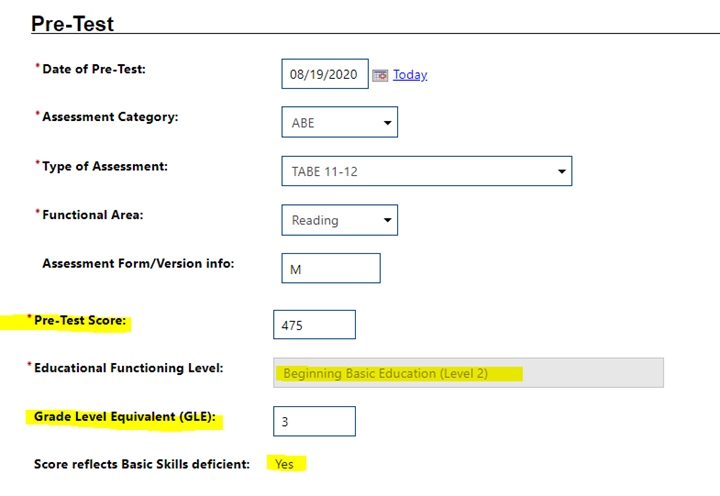 Pre-Test
* Date of Pre-Test: 08/19/2020 Today
* Assessment Category: ABE
* Type of Assessment: TABE 11-12
* Functional Area: Reading
Assessment Form/Version info: M
* Pre-Test Score: 475
* Educational Functioning Level: Beginning Basic Education (Level 2)
Grade Level Equivalent (GLE): 3
Score reflects Basic Skills deficient: Yes